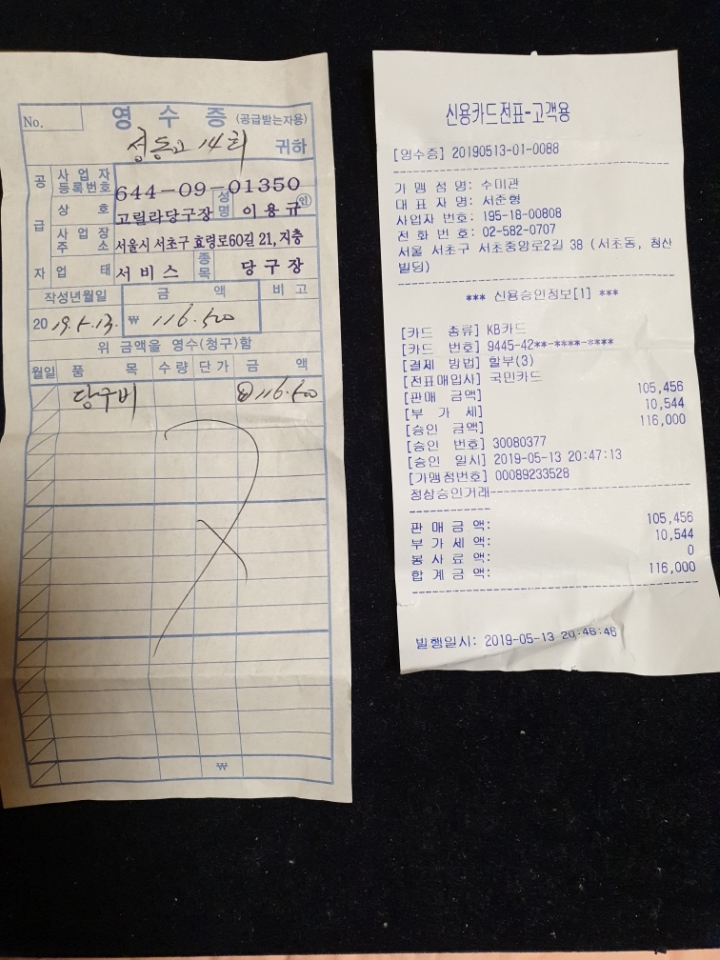 No.
영 수 증 (공급받는자용)
성동고 14회 귀하
공 급 자
사업자 등록번호 644-09-01350
상 호 고릴라당구장 성명 이용규 인
사업장 주소 서울시 서초구 효령로60길 21, 지층
업 태 서비스 종목 당구장
작성년월일 금 액 비 고
2019. 5. 13. ₩ 116.500
위 금액을 영수(청구)함
월일 품 목 수량 단가 금 액
당구비 116.500
₩
신용카드전표-고객용
[영수증] 20190513-01-0088
가 맹 점 명: 수미관
대 표 자 명: 서준형
사업자 번호: 195-18-00808
전 화 번 호: 02-582-0707
서울 서초구 서초중앙로2길 38 (서초동, 청산
빌딩)
*** 신용승인정보[1] ***
[카드 종류] KB카드
[카드 번호] 9445-42**-****-****
[결제 방법] 할부(3)
[전표매입사] 국민카드
[판매 금액] 105,456
[부 가 세] 10,544
[승인 금액] 116,000
[승인 번호] 30080377
[승인 일시] 2019-05-13 20:47:13
[가맹점번호] 00089233528
정상승인거래
판 매 금 액: 105,456
부 가 세 액: 10,544
봉 사 료 액: 0
합 계 금 액: 116,000
발행일시: 2019-05-13 20:46:46